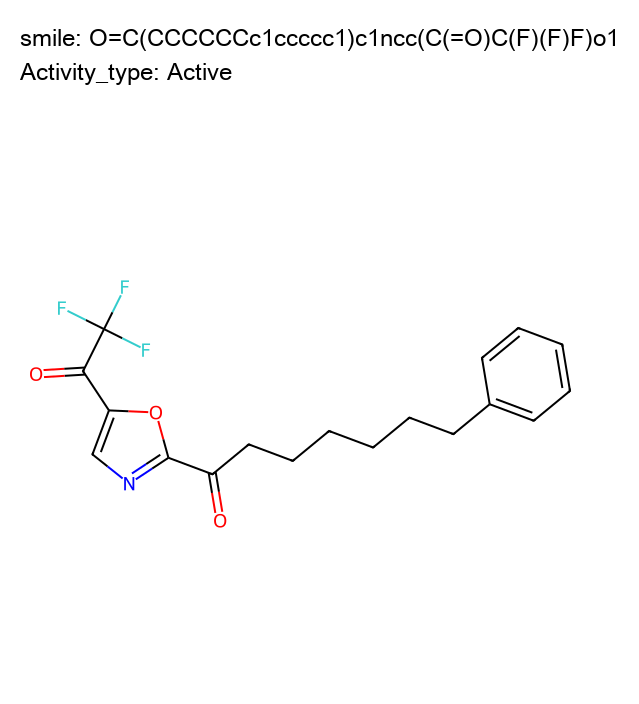 smile: O=C(CCCCCCc1ccccc1)c1ncc(C(=O)C(F)(F)F)o1
Activity_type: Active
F
F
F
O
O
N
O